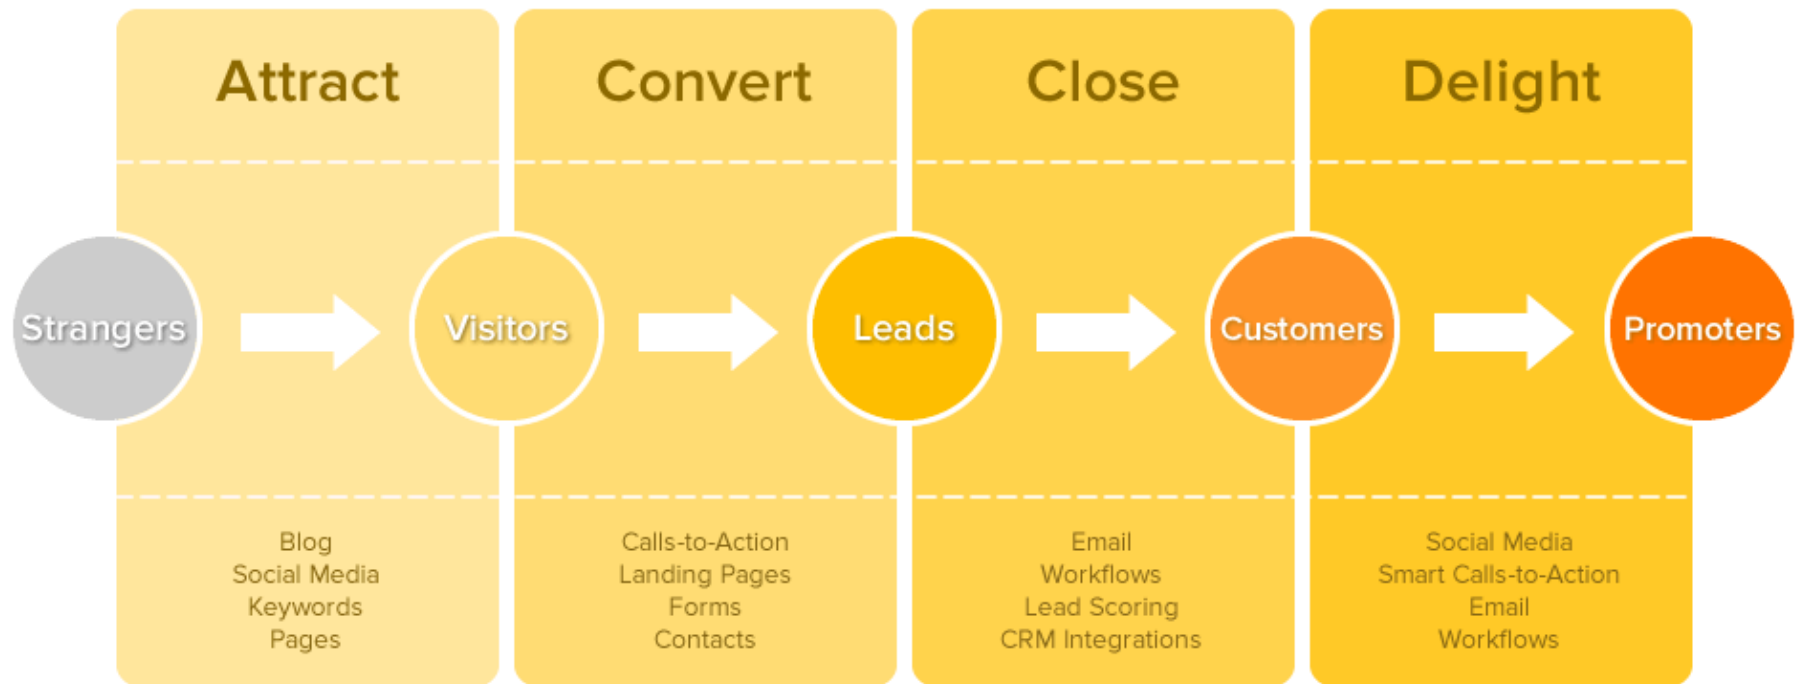 Attract
Convert
Close
Delight
Strangers
Visitors
Leads
Customers
Promoters
Blog
Social Media
Keywords
Pages
Calls-to-Action
Landing Pages
Forms
Contacts
Email
Workflows
Lead Scoring
CRM Integrations
Social Media
Smart Calls-to-Action
Email
Workflows